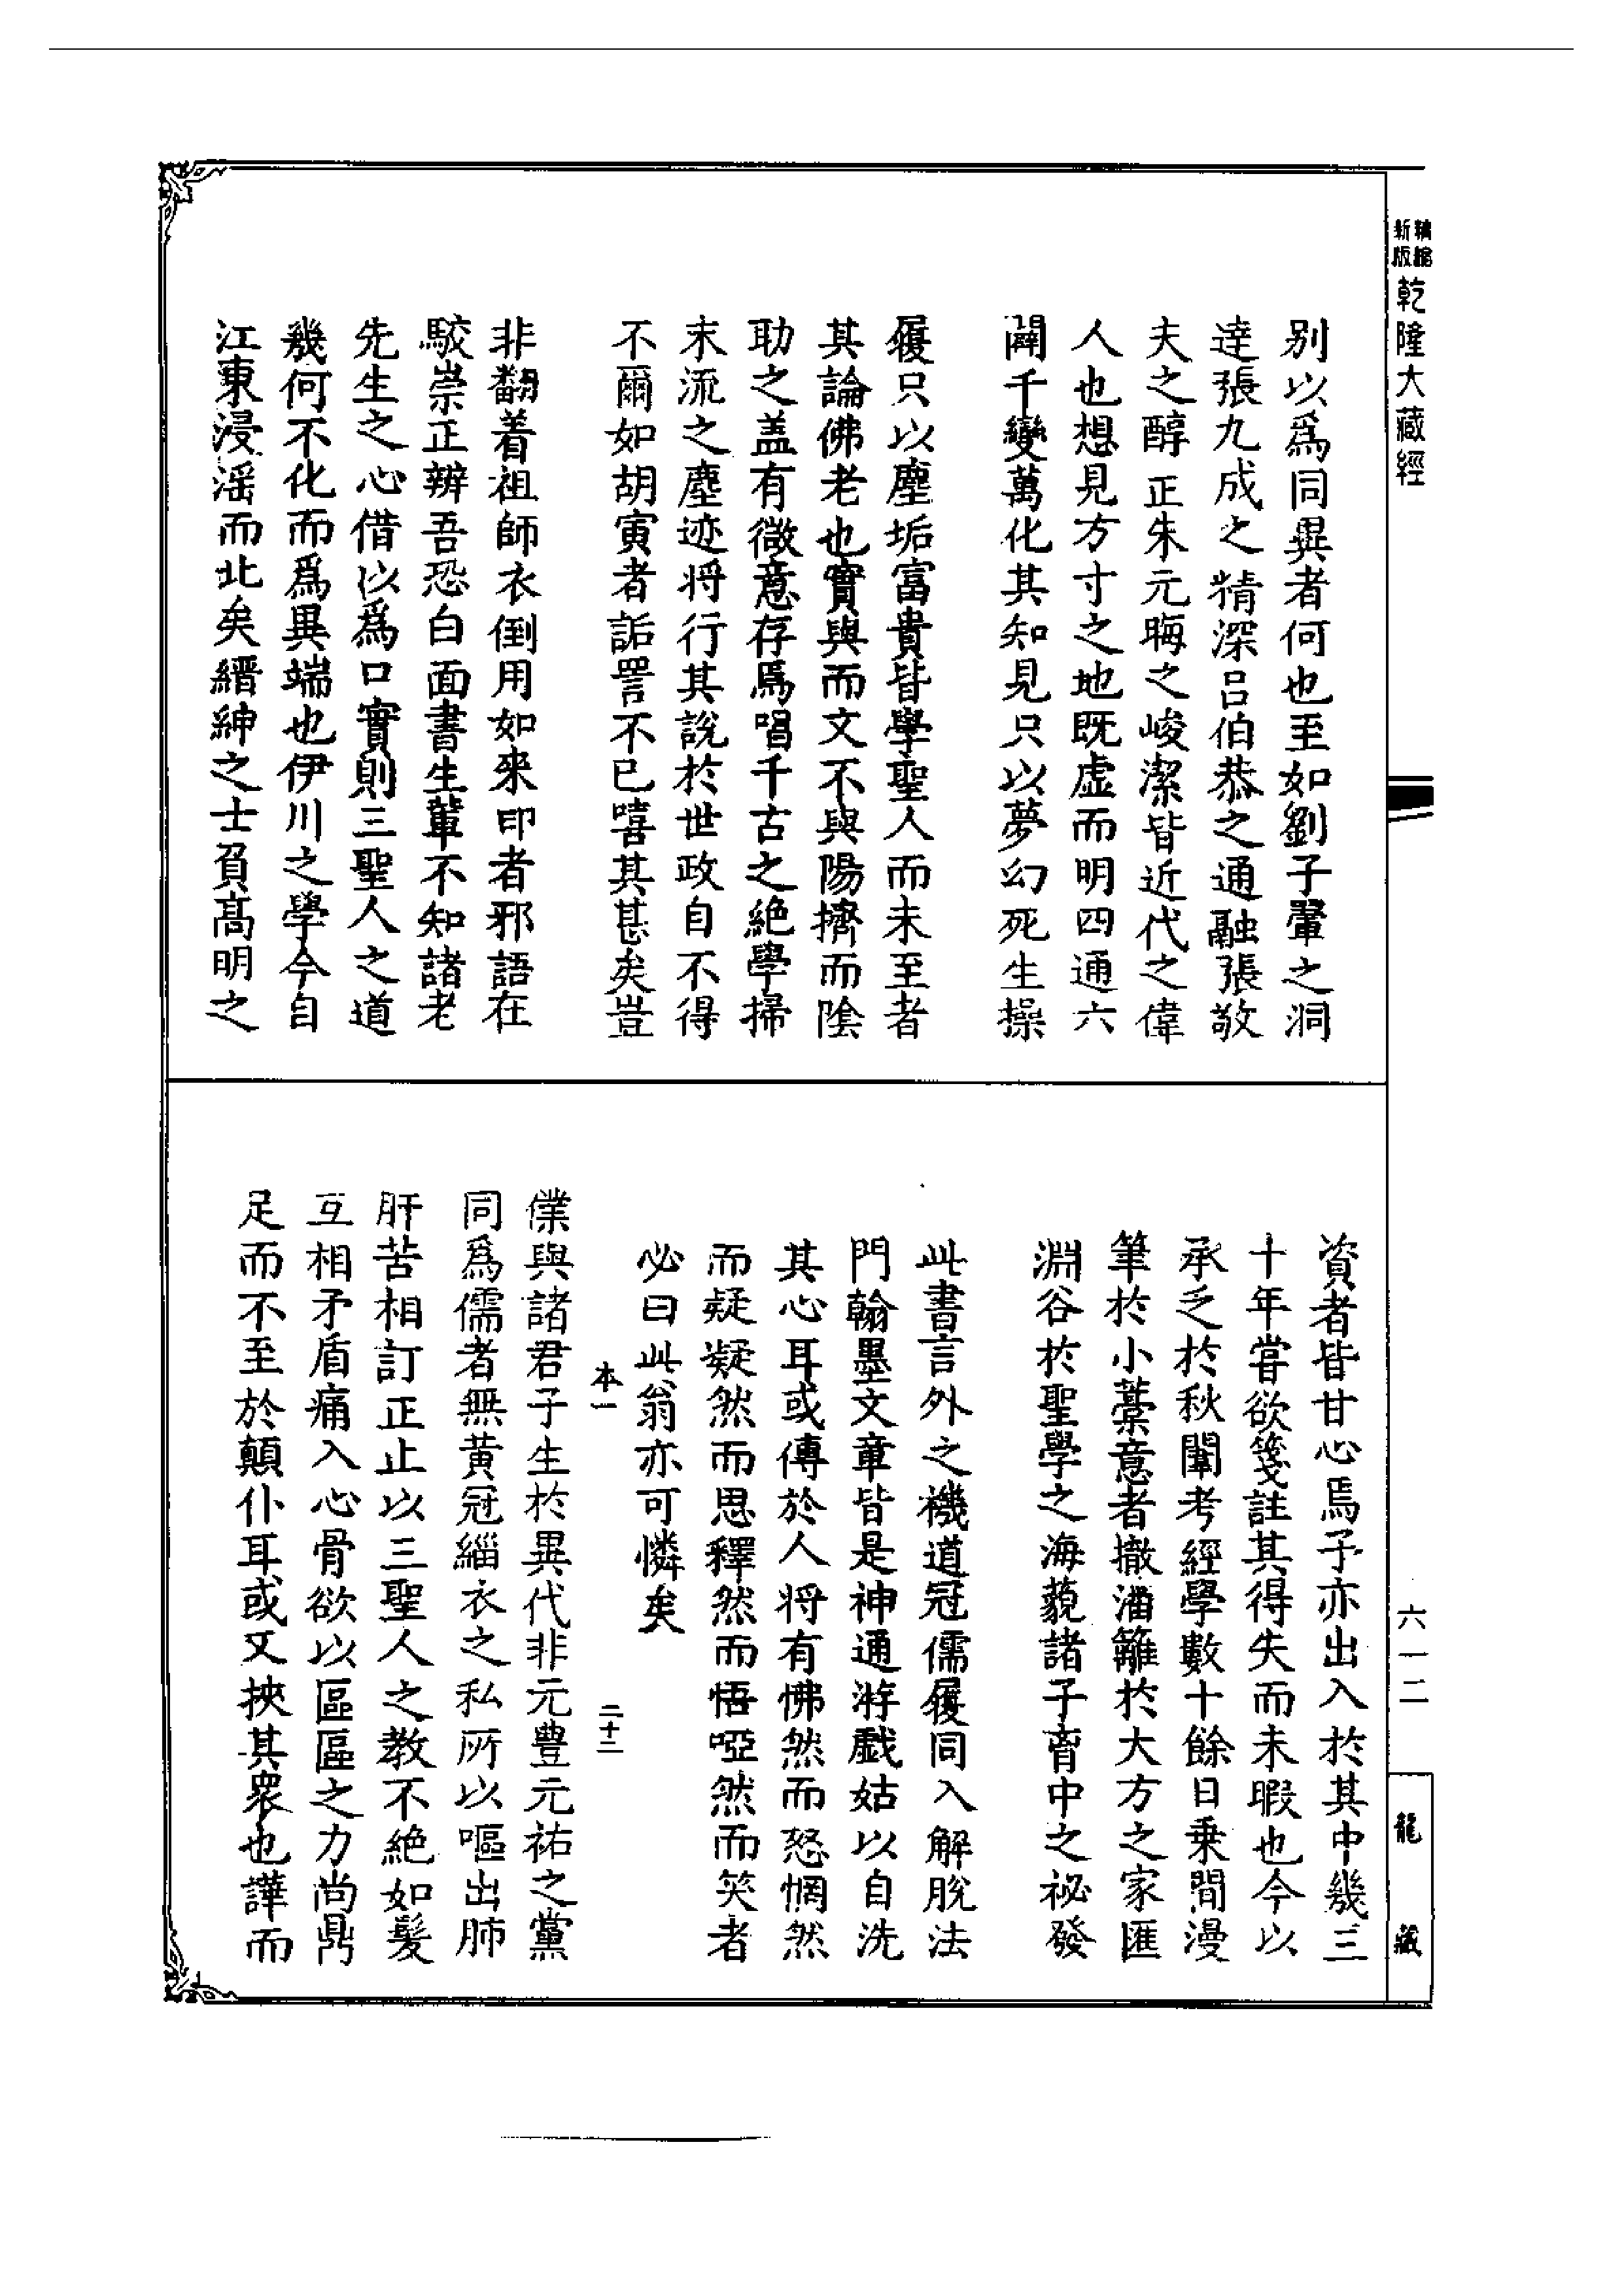 新版 精縮 乾隆大藏經
别以爲同異者何也至如劉子翬之洞
達張九成之精深吕伯恭之通融張敬
夫之醇正朱元晦之峻潔皆近代之偉
人也想見方寸之地既虛而明四通六
闢千變萬化其知見只以夢幻死生操
履只以塵垢富貴皆學聖人而未至者
其論佛老也實與而文不與陽擠而隂
助之盖有微意存焉唱千古之絶學掃
末流之塵迹将行其說於世政自不得
不爾如胡寅者詬詈不已嘻其甚矣豈
非翻着祖師衣倒用如來印者邪語在
駮崇正辨吾恐白面書生輩不知諸老
先生之心借以爲口實則三聖人之道
幾何不化而爲異端也伊川之學今自
江東浸淫而北矣縉紳之士負高明之
資者皆甘心焉予亦出入於其中幾三
十年甞欲箋註其得失而未暇也今以
承乏於秋闈考經學數十餘日乗間漫
筆於小藁意者撤藩籬於大方之家匯
淵谷於聖學之海藐諸子胷中之祕發
此書言外之機道冠儒履同入解脫法
門翰墨文章皆是神通游戲姑以自洗
其心耳或傳於人将有怫然而怒惘然
而疑凝然而思釋然而悟啞然而笑者
必曰此翁亦可憐矣
本一 二十二
僕與諸君子生於異代非元豊元祐之黨
同爲儒者無黄冠緇衣之私所以嘔出肺
肝苦相訂正止以三聖人之教不絶如髮
互相矛盾痛入心骨欲以區區之力尚鼎
足而不至於顛仆耳或又挾其衆也譁而
六一二
龍藏